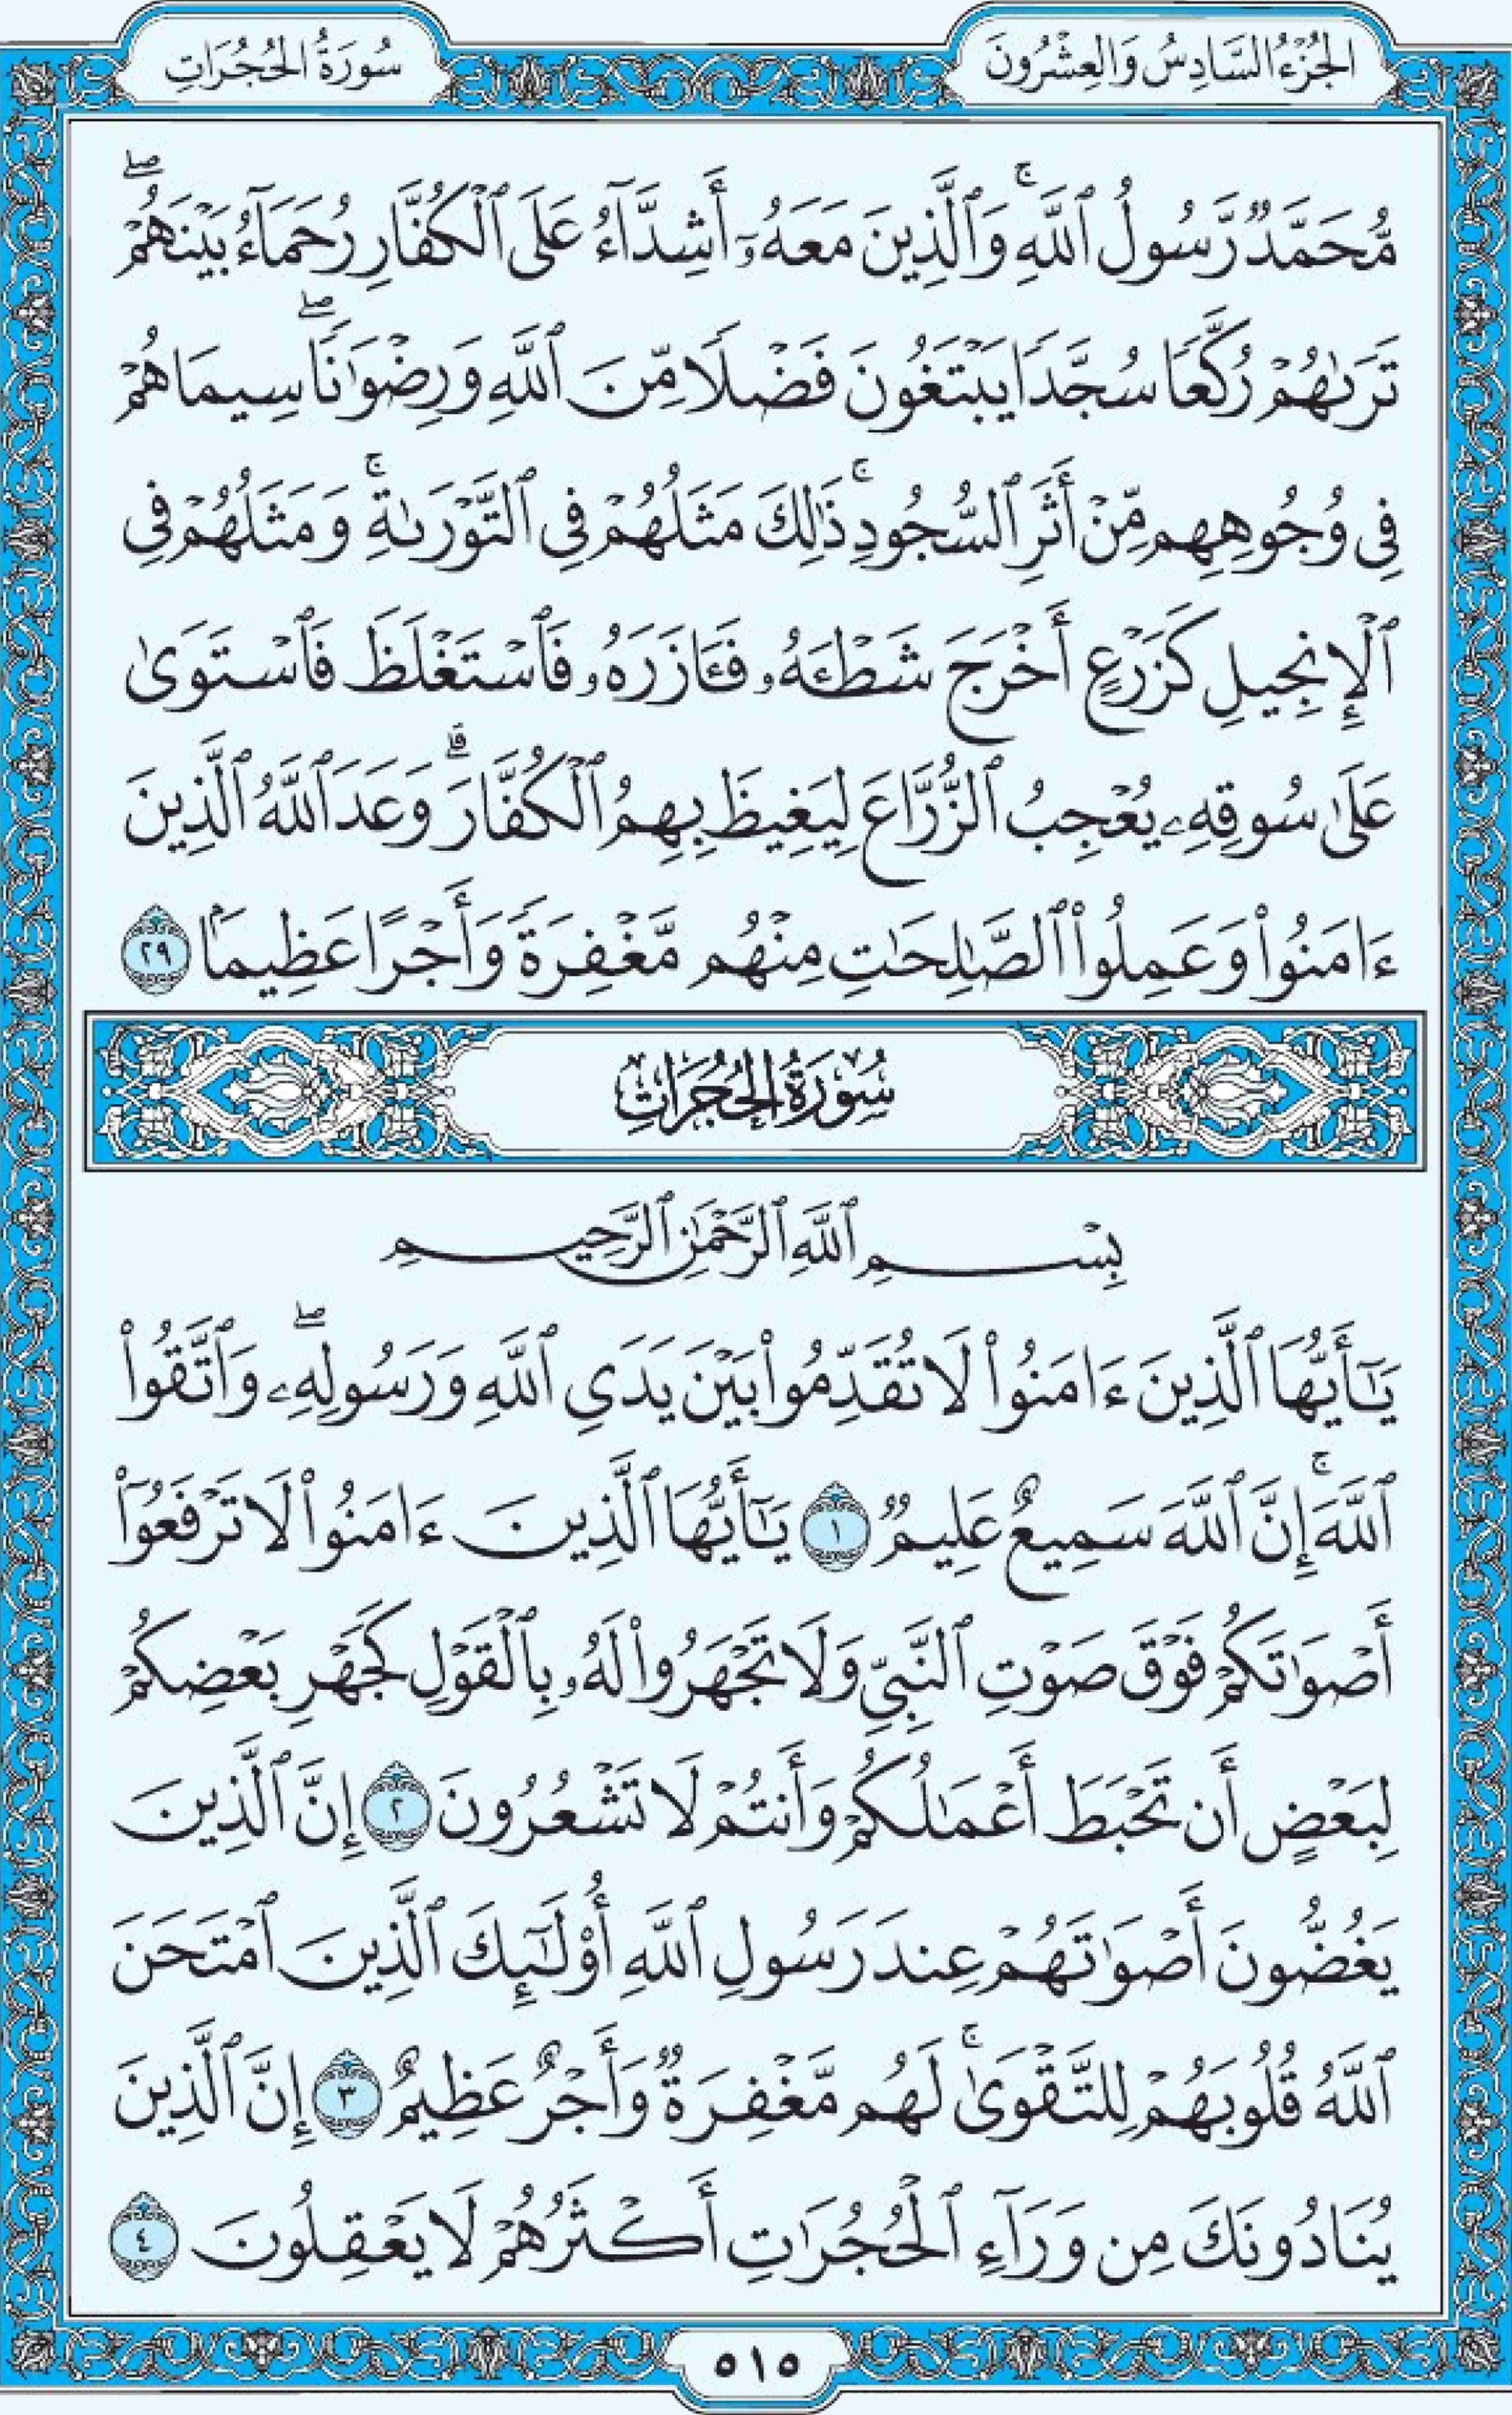 الجُزْءُ السَّادِسُ وَالعِشْرُونَ
سُورَةُ الحُجُرَاتِ
مُّحَمَّدٌ رَّسُولُ ٱللَّهِۚ وَٱلَّذِينَ مَعَهُۥٓ أَشِدَّآءُ عَلَى ٱلْكُفَّارِ رُحَمَآءُ بَيْنَهُمْۖ
تَرَىٰهُمْ رُكَّعًا سُجَّدًا يَبْتَغُونَ فَضْلًا مِّنَ ٱللَّهِ وَرِضْوَٰنًاۖ سِيمَاهُمْ
فِى وُجُوهِهِم مِّنْ أَثَرِ ٱلسُّجُودِۚ ذَٰلِكَ مَثَلُهُمْ فِى ٱلتَّوْرَىٰةِۚ وَمَثَلُهُمْ فِى
ٱلْإِنجِيلِ كَزَرْعٍ أَخْرَجَ شَطْـَٔهُۥ فَـَٔازَرَهُۥ فَٱسْتَغْلَظَ فَٱسْتَوَىٰ
عَلَىٰ سُوقِهِۦ يُعْجِبُ ٱلزُّرَّاعَ لِيَغِيظَ بِهِمُ ٱلْكُفَّارَۗ وَعَدَ ٱللَّهُ ٱلَّذِينَ
ءَامَنُوا۟ وَعَمِلُوا۟ ٱلصَّٰلِحَٰتِ مِنْهُم مَّغْفِرَةً وَأَجْرًا عَظِيمًۢا ٢٩
سُورَةُ الحُجُرَاتِ
بِسْمِ ٱللَّهِ ٱلرَّحْمَٰنِ ٱلرَّحِيمِ
يَٰٓأَيُّهَا ٱلَّذِينَ ءَامَنُوا۟ لَا تُقَدِّمُوا۟ بَيْنَ يَدَىِ ٱللَّهِ وَرَسُولِهِۦۖ وَٱتَّقُوا۟
ٱللَّهَۚ إِنَّ ٱللَّهَ سَمِيعٌ عَلِيمٌ ١ يَٰٓأَيُّهَا ٱلَّذِينَ ءَامَنُوا۟ لَا تَرْفَعُوٓا۟
أَصْوَٰتَكُمْ فَوْقَ صَوْتِ ٱلنَّبِىِّ وَلَا تَجْهَرُوا۟ لَهُۥ بِٱلْقَوْلِ كَجَهْرِ بَعْضِكُمْ
لِبَعْضٍ أَن تَحْبَطَ أَعْمَٰلُكُمْ وَأَنتُمْ لَا تَشْعُرُونَ ٢ إِنَّ ٱلَّذِينَ
يَغُضُّونَ أَصْوَٰتَهُمْ عِندَ رَسُولِ ٱللَّهِ أُو۟لَٰٓئِكَ ٱلَّذِينَ ٱمْتَحَنَ
ٱللَّهُ قُلُوبَهُمْ لِلتَّقْوَىٰۚ لَهُم مَّغْفِرَةٌ وَأَجْرٌ عَظِيمٌ ٣ إِنَّ ٱلَّذِينَ
يُنَادُونَكَ مِن وَرَآءِ ٱلْحُجُرَٰتِ أَكْثَرُهُمْ لَا يَعْقِلُونَ ٤
٥١٥